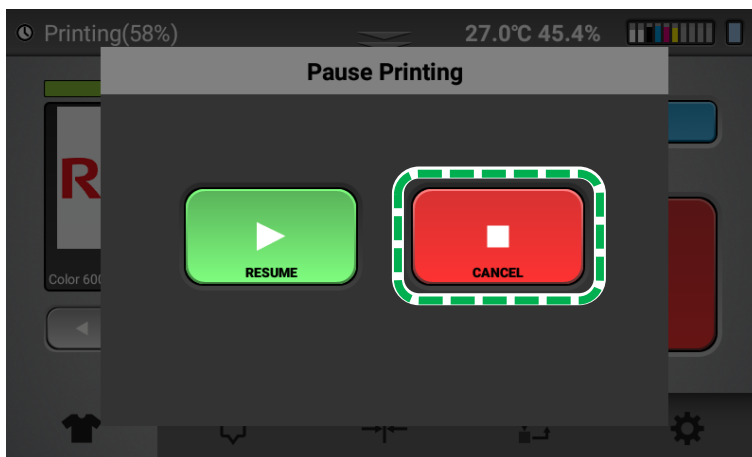 Printing(58%)
27.0℃ 45.4%
Pause Printing
R
Color 600
RESUME
CANCEL